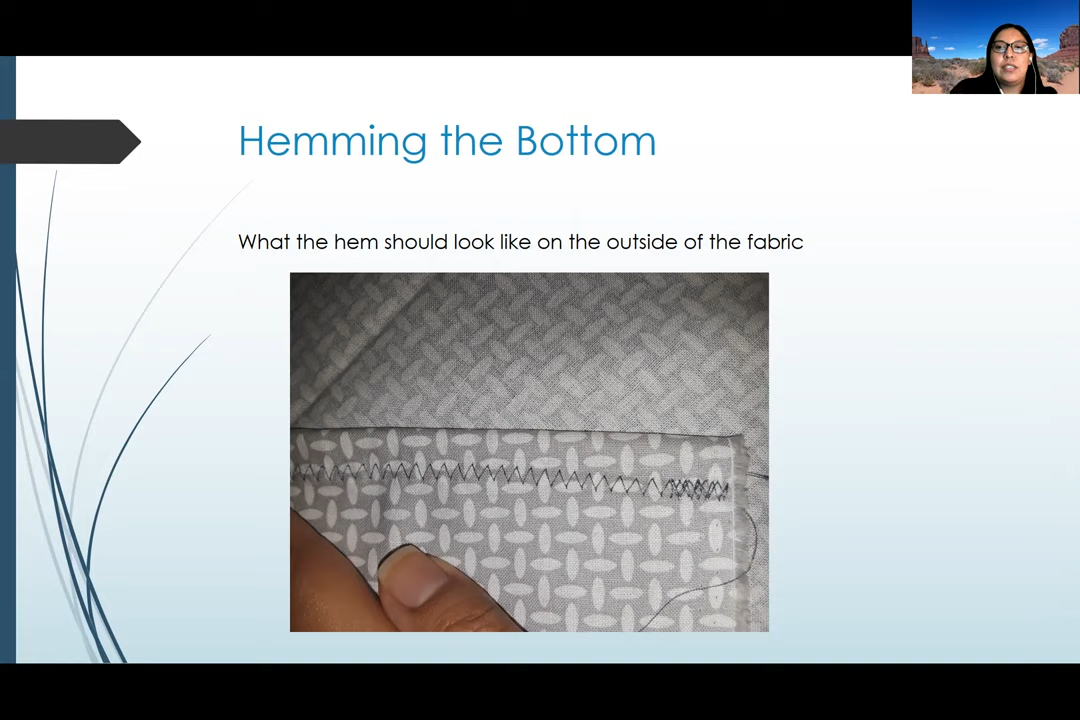 Hemming the Bottom
What the hem should look like on the outside of the fabric